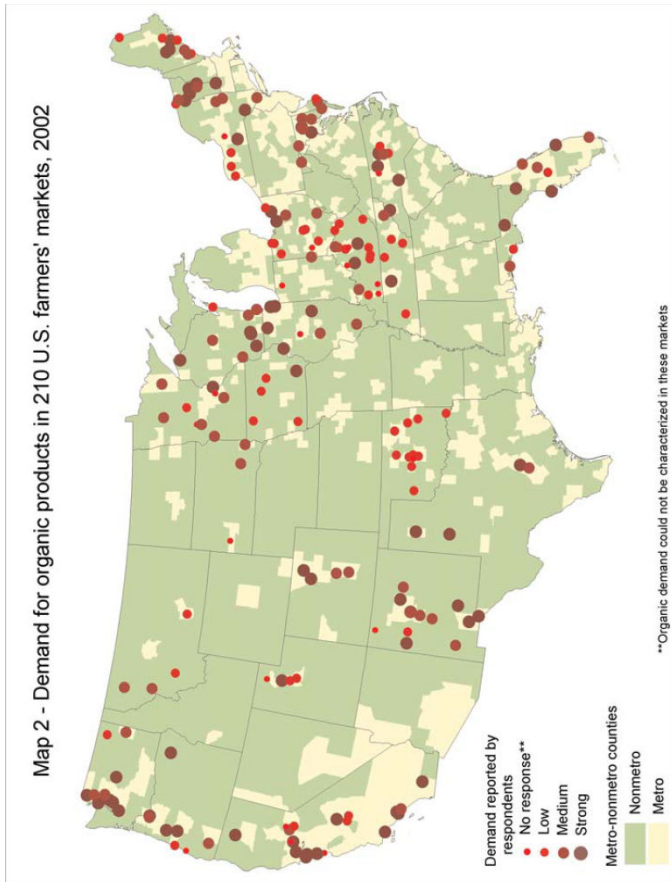 Map 2 - Demand for organic products in 210 U.S. farmers' markets, 2002
Demand reported by
respondents
No response**
Low
Medium
Strong
Metro-nonmetro counties
Nonmetro
Metro
**Organic demand could not be characterized in these markets